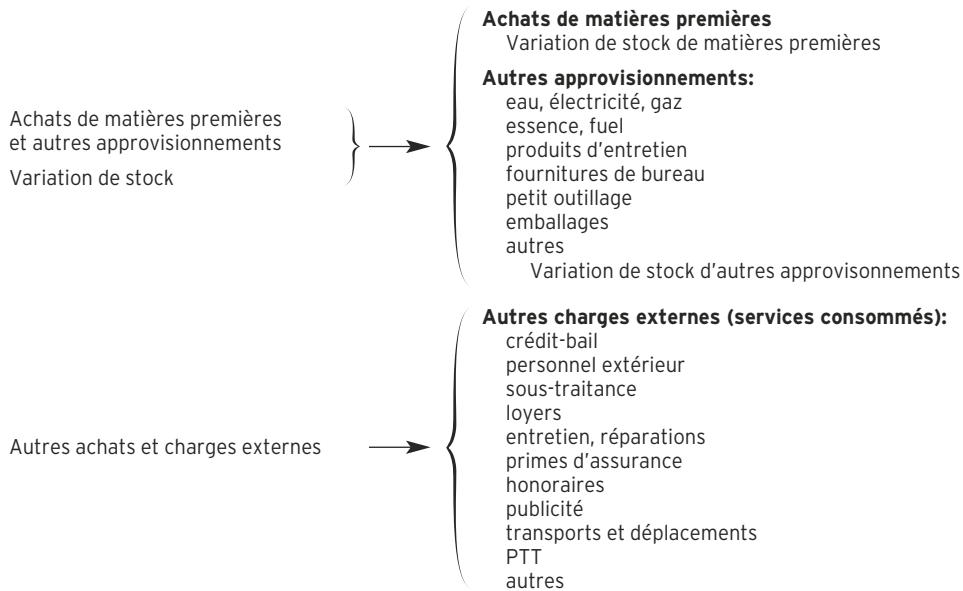 Achats de matières premières
et autres approvisionnements
Variation de stock
Achats de matières premières
Variation de stock de matières premières
Autres approvisionnements:
eau, électricité, gaz
essence, fuel
produits d'entretien
fournitures de bureau
petit outillage
emballages
autres
Variation de stock d'autres approvisonnements
Autres achats et charges externes
Autres charges externes (services consommés):
crédit-bail
personnel extérieur
sous-traitance
loyers
entretien, réparations
primes d'assurance
honoraires
publicité
transports et déplacements
PTT
autres